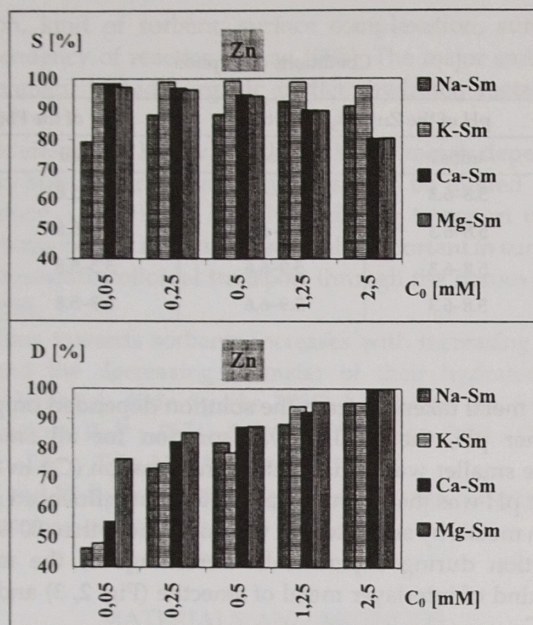 S [%]
Zn
100
90
80
70
60
50
40
0,05
0,25
0,5
1,25
2,5
C₀ [mM]
Na-Sm
K-Sm
Ca-Sm
Mg-Sm
D [%]
Zn
100
90
80
70
60
50
40
0,05
0,25
0,5
1,25
2,5
C₀ [mM]
Na-Sm
K-Sm
Ca-Sm
Mg-Sm